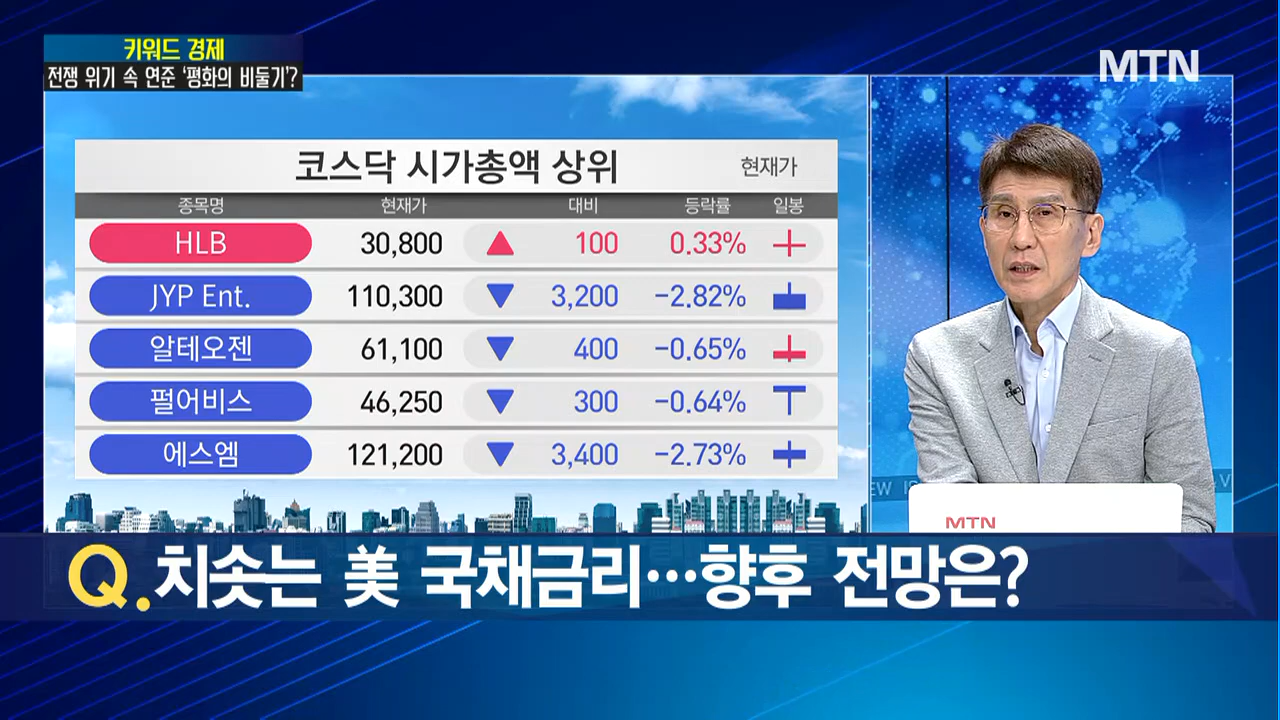 키워드 경제
전쟁 위기 속 연준 ‘평화의 비둘기’?
MTN
코스닥 시가총액 상위 현재가
종목명 현재가 대비 등락률 일봉
HLB 30,800 ▲ 100 0.33%
JYP Ent. 110,300 ▼ 3,200 -2.82%
알테오젠 61,100 ▼ 400 -0.65%
펄어비스 46,250 ▼ 300 -0.64%
에스엠 121,200 ▼ 3,400 -2.73%
MTN
Q.치솟는 美 국채금리…향후 전망은?